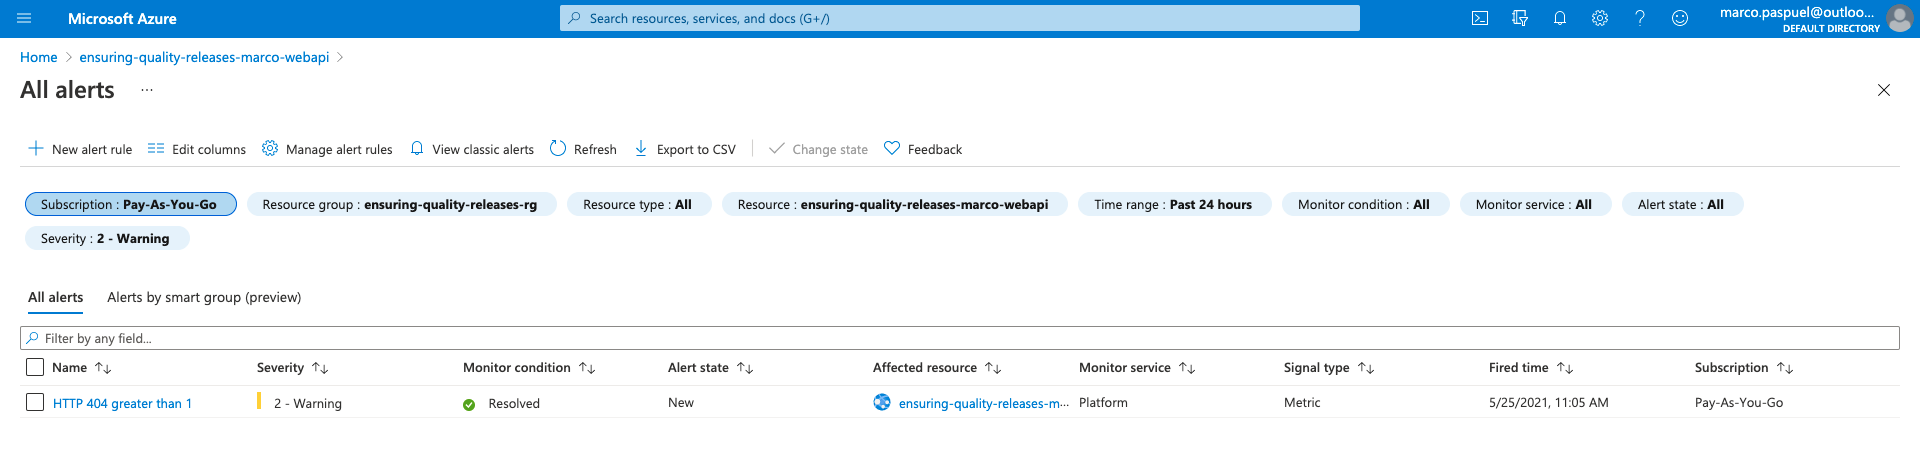 Microsoft Azure
Search resources, services, and docs (G+/)
marco.paspuel@outloo...
DEFAULT DIRECTORY
Home > ensuring-quality-releases-marco-webapi >
All alerts ...
New alert rule Edit columns Manage alert rules View classic alerts Refresh Export to CSV Change state Feedback
Subscription : Pay-As-You-Go Resource group : ensuring-quality-releases-rg Resource type : All Resource : ensuring-quality-releases-marco-webapi Time range : Past 24 hours Monitor condition : All Monitor service : All Alert state : All
Severity : 2 - Warning
All alerts Alerts by smart group (preview)
Filter by any field...
Name Severity Monitor condition Alert state Affected resource Monitor service Signal type Fired time Subscription
HTTP 404 greater than 1 2 - Warning Resolved New ensuring-quality-releases-m... Platform Metric 5/25/2021, 11:05 AM Pay-As-You-Go